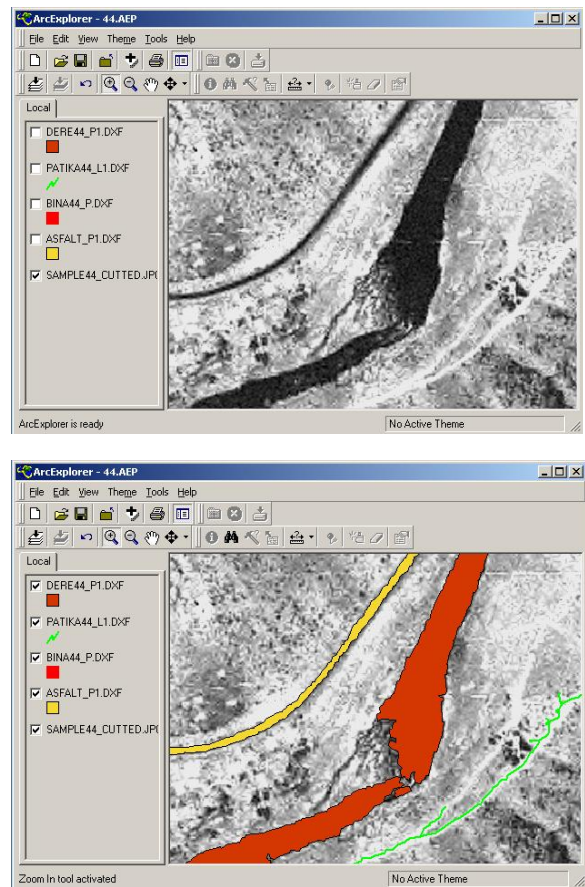 ArcExplorer - 44.AEP
File Edit View Theme Tools Help
Local
DERE44_P1.DXF
PATIKA44_L1.DXF
BINA44_P.DXF
ASFALT_P1.DXF
SAMPLE44_CUTTED.JP
ArcExplorer is ready
No Active Theme
ArcExplorer - 44.AEP
File Edit View Theme Tools Help
Local
DERE44_P1.DXF
PATIKA44_L1.DXF
BINA44_P.DXF
ASFALT_P1.DXF
SAMPLE44_CUTTED.JP
Zoom In tool activated
No Active Theme